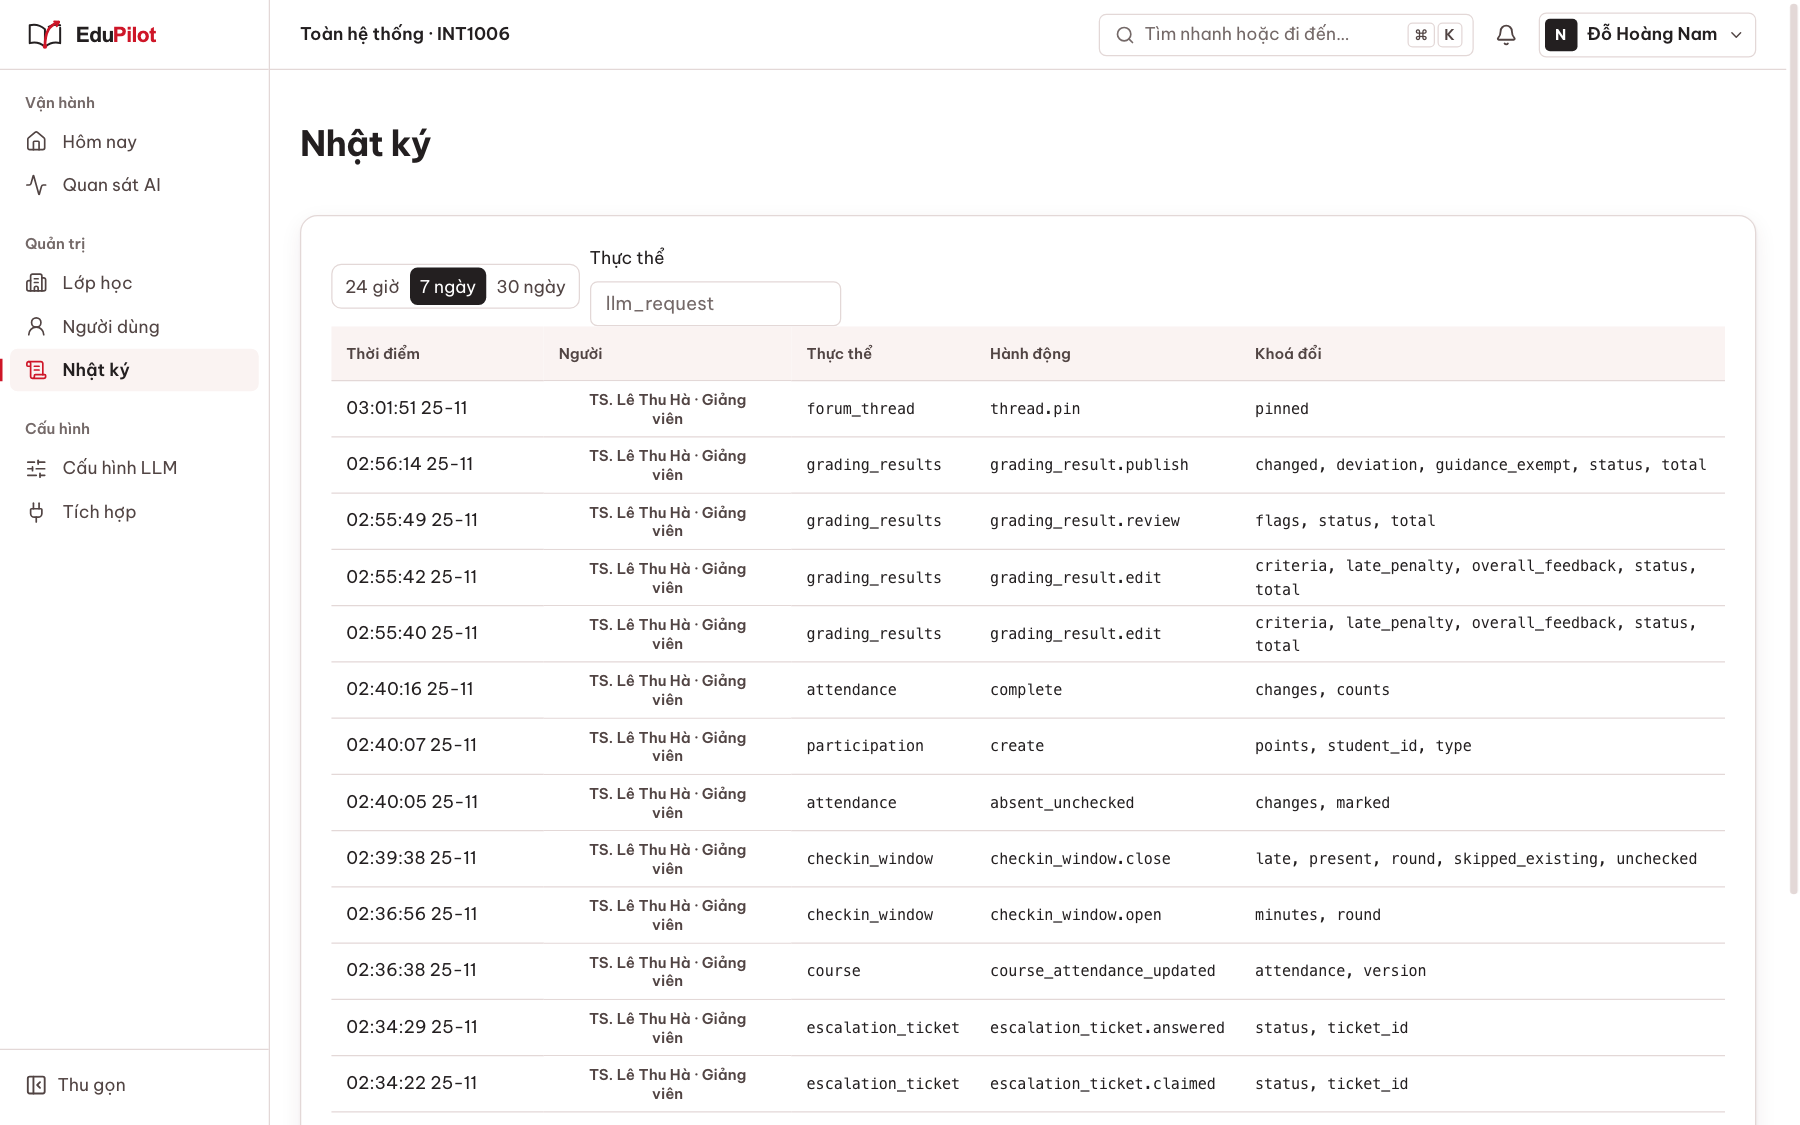 EduPilot
Toàn hệ thống · INT1006
Tìm nhanh hoặc đi đến...
⌘ K
N
Đỗ Hoàng Nam
Vận hành
Hôm nay
Quan sát AI
Quản trị
Lớp học
Người dùng
Nhật ký
Cấu hình
Cấu hình LLM
Tích hợp
Thu gọn
Nhật ký
24 giờ 7 ngày 30 ngày
Thực thể
llm_request
Thời điểm Người Thực thể Hành động Khoá đổi
03:01:51 25-11 TS. Lê Thu Hà · Giảng viên forum_thread thread.pin pinned
02:56:14 25-11 TS. Lê Thu Hà · Giảng viên grading_results grading_result.publish changed, deviation, guidance_exempt, status, total
02:55:49 25-11 TS. Lê Thu Hà · Giảng viên grading_results grading_result.review flags, status, total
02:55:42 25-11 TS. Lê Thu Hà · Giảng viên grading_results grading_result.edit criteria, late_penalty, overall_feedback, status, total
02:55:40 25-11 TS. Lê Thu Hà · Giảng viên grading_results grading_result.edit criteria, late_penalty, overall_feedback, status, total
02:40:16 25-11 TS. Lê Thu Hà · Giảng viên attendance complete changes, counts
02:40:07 25-11 TS. Lê Thu Hà · Giảng viên participation create points, student_id, type
02:40:05 25-11 TS. Lê Thu Hà · Giảng viên attendance absent_unchecked changes, marked
02:39:38 25-11 TS. Lê Thu Hà · Giảng viên checkin_window checkin_window.close late, present, round, skipped_existing, unchecked
02:36:56 25-11 TS. Lê Thu Hà · Giảng viên checkin_window checkin_window.open minutes, round
02:36:38 25-11 TS. Lê Thu Hà · Giảng viên course course_attendance_updated attendance, version
02:34:29 25-11 TS. Lê Thu Hà · Giảng viên escalation_ticket escalation_ticket.answered status, ticket_id
02:34:22 25-11 TS. Lê Thu Hà · Giảng viên escalation_ticket escalation_ticket.claimed status, ticket_id